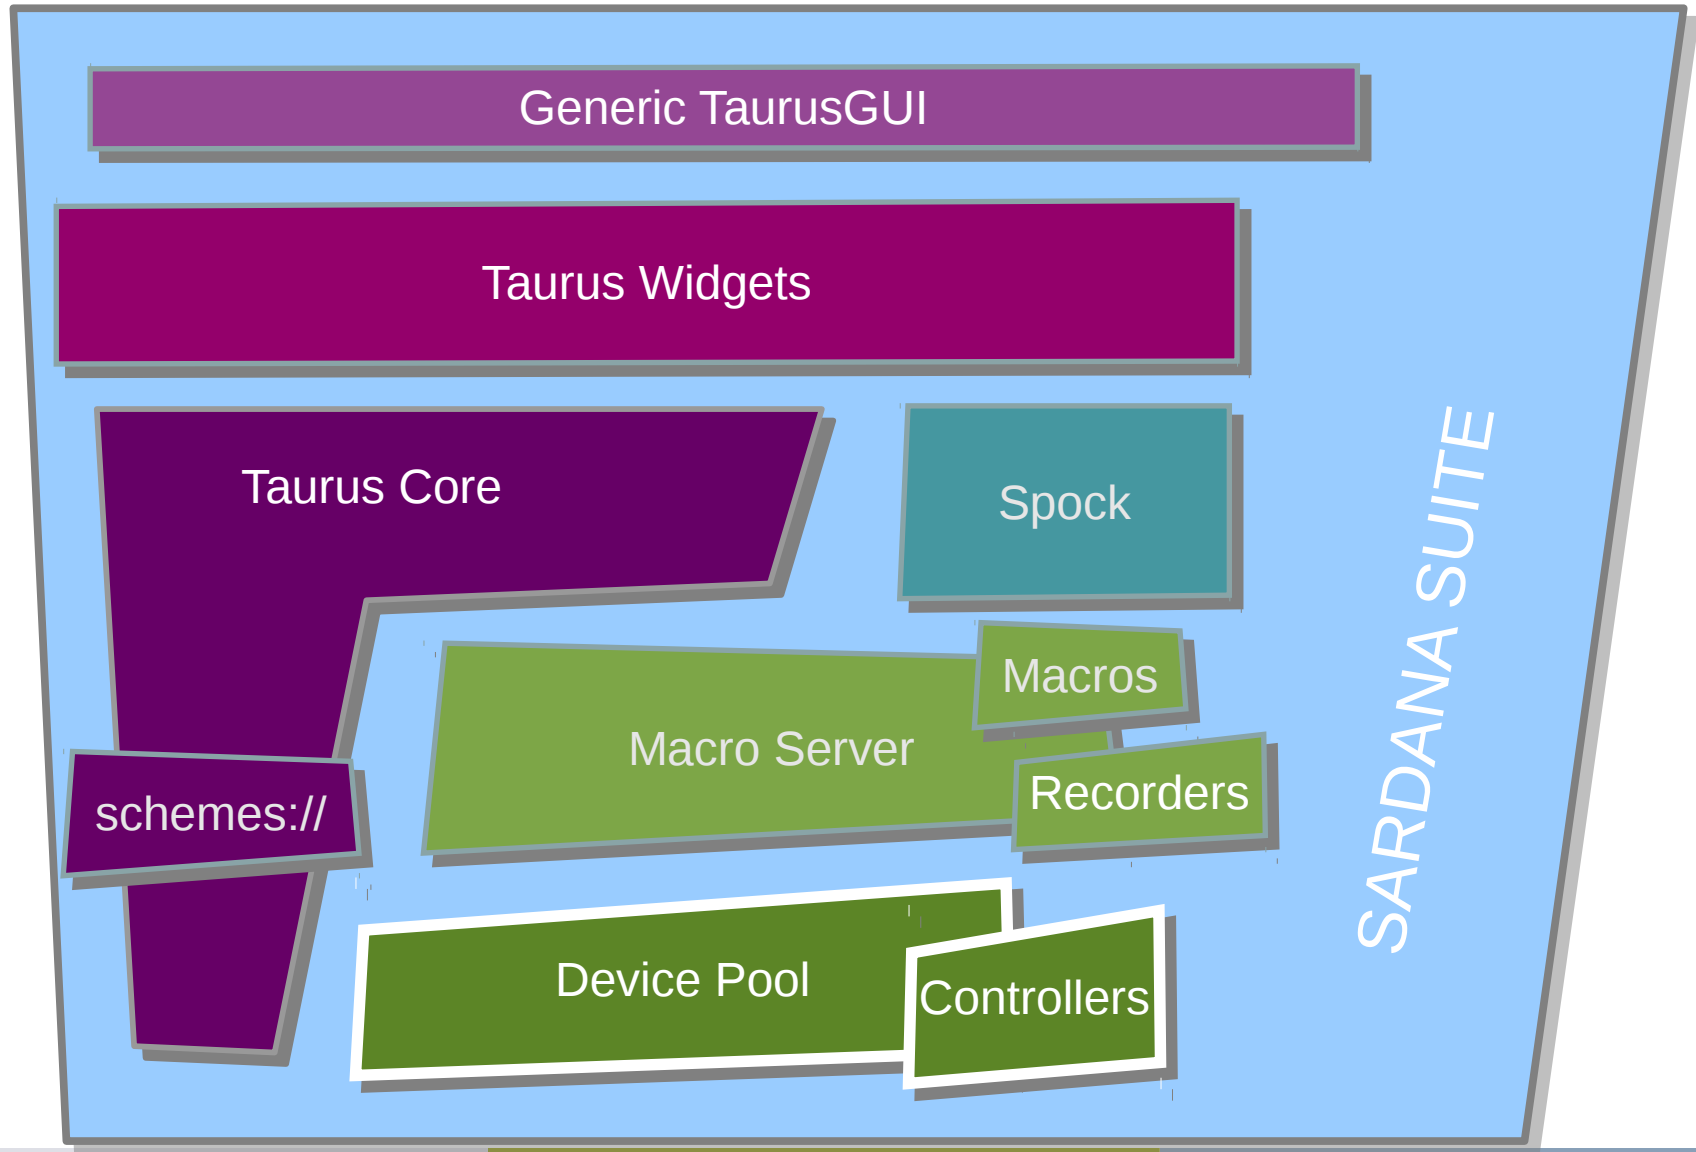 Generic TaurusGUI
Taurus Widgets
Taurus Core
Spock
Macros
Macro Server
Recorders
schemes://
Device Pool
Controllers
SARDANA SUITE